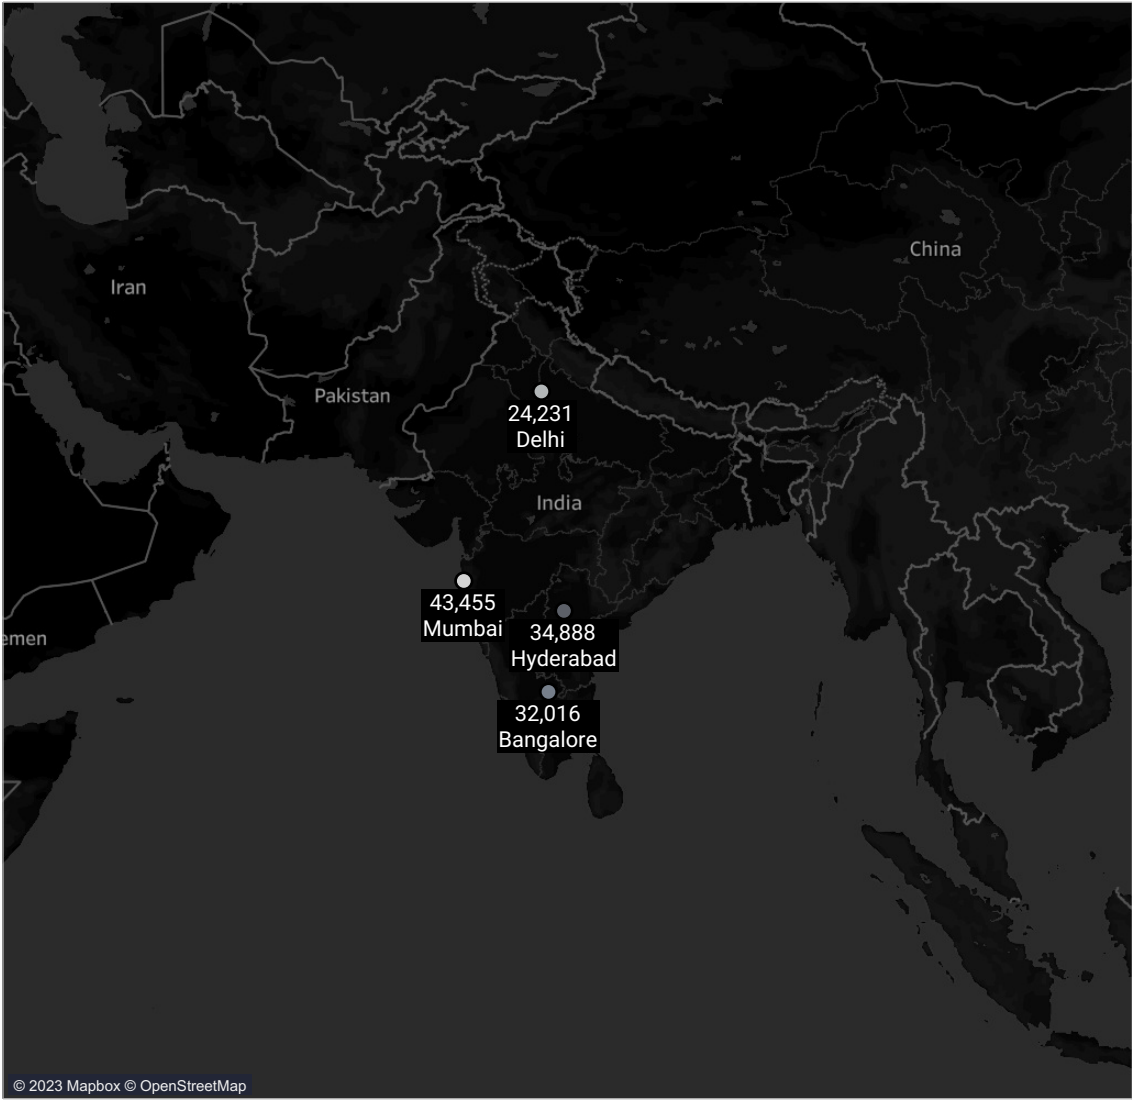 China
Iran
Pakistan
24,231
Delhi
India
43,455
Mumbai
34,888
Hyderabad
emen
32,016
Bangalore
© 2023 Mapbox © OpenStreetMap